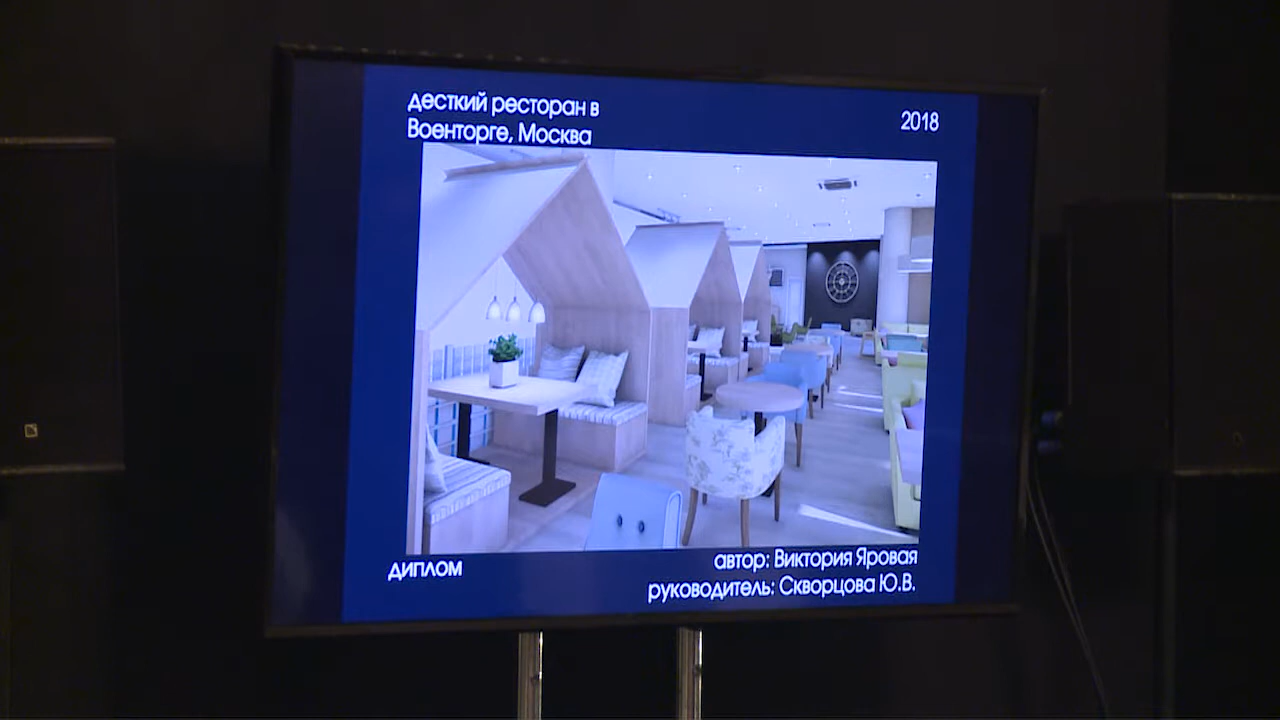 десткий ресторан в
Военторге, Москва
2018
диплом
автор: Виктория Яровая
руководитель: Скворцова Ю.В.